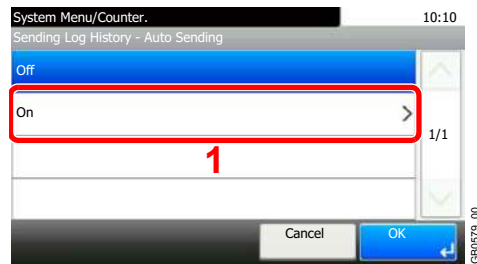 System Menu/Counter. 10:10
Sending Log History - Auto Sending
Off
On
1/1
1
Cancel OK
GB0579_00